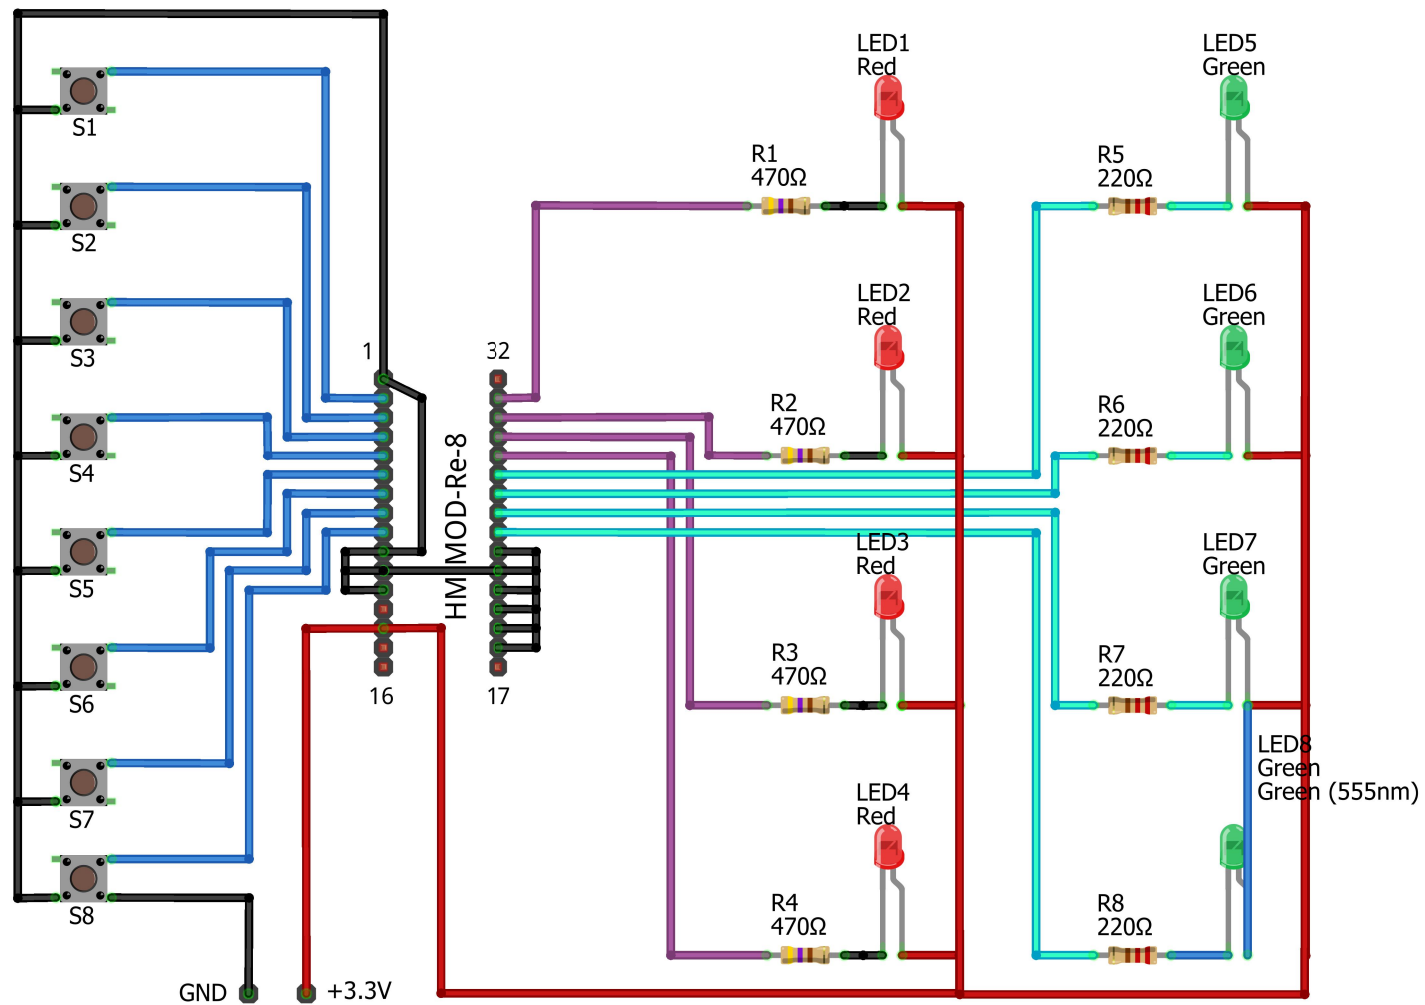 LED1
Red
LED5
Green
S1
R1
470Ω
R5
220Ω
S2
LED2
Red
LED6
Green
S3
1
32
R2
470Ω
R6
220Ω
S4
HM MOD-Re-8
S5
LED3
Red
LED7
Green
R3
470Ω
R7
220Ω
S6
16
17
LED8
Green
Green (555nm)
S7
LED4
Red
S8
R4
470Ω
R8
220Ω
GND
+3.3V